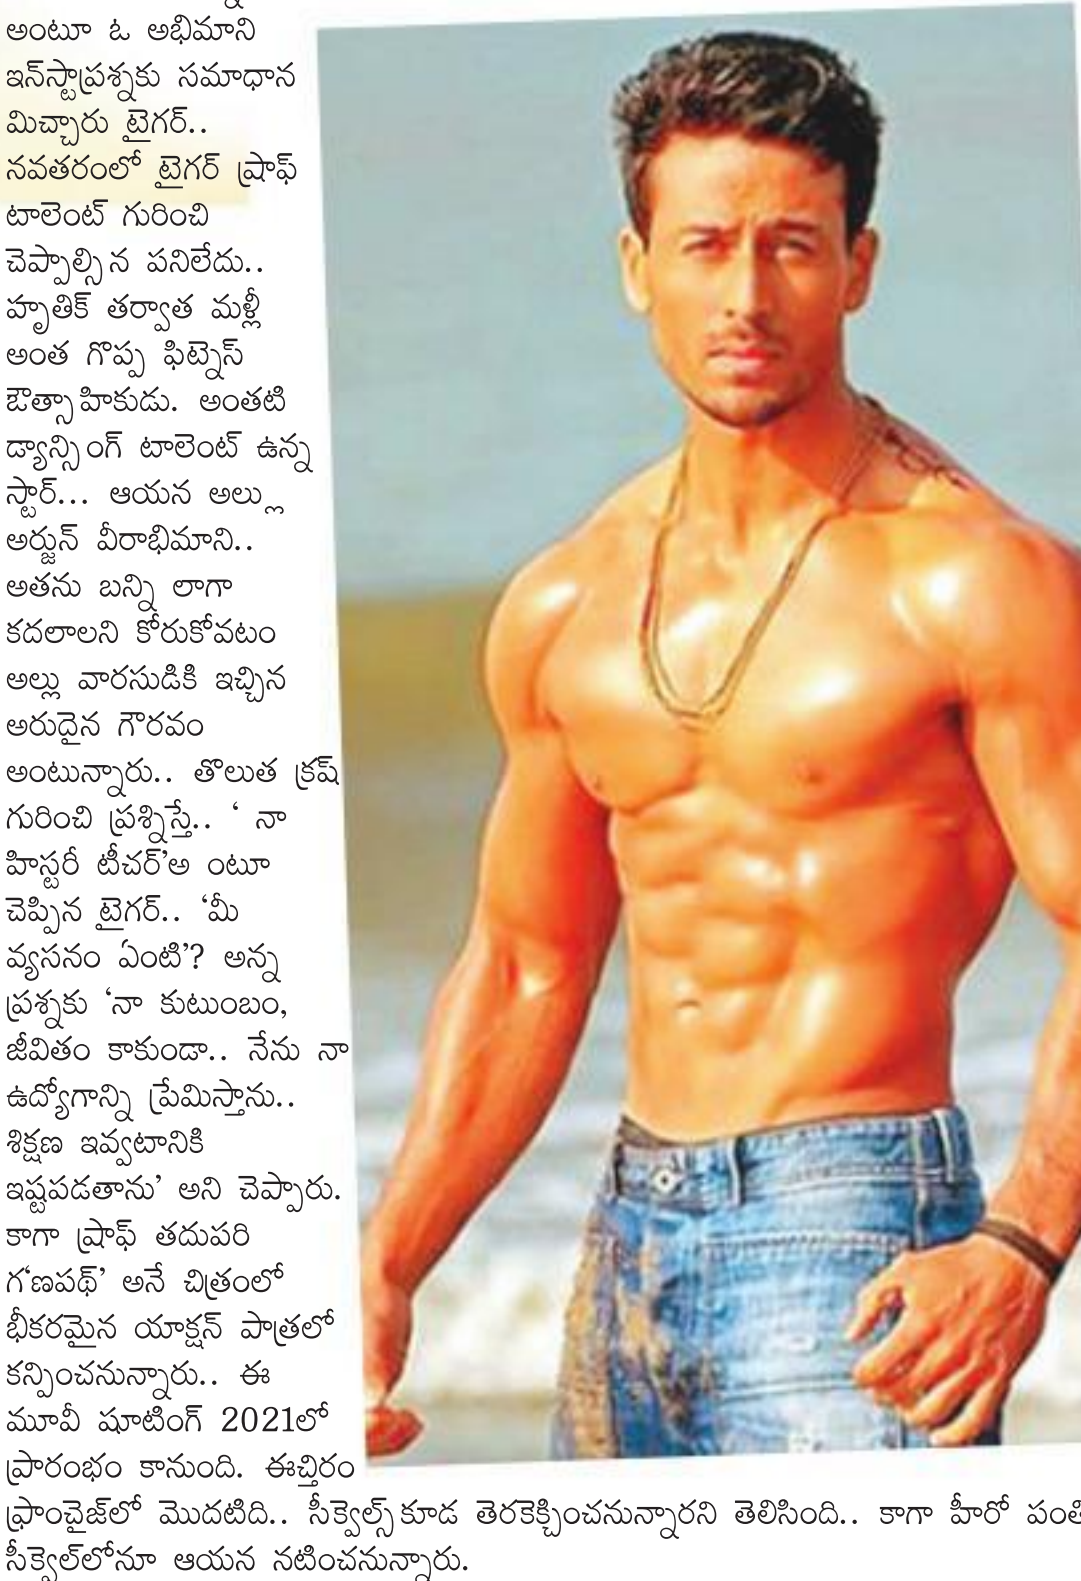 అంటూ ఓ అభిమాని
ఇన్‌స్టాప్రశ్నకు సమాధాన
మిచ్చారు టైగర్..
నవతరంలో టైగర్ ష్రాఫ్
టాలెంట్ గురించి
చెప్పాల్సిన పనిలేదు..
హృతిక్ తర్వాత మళ్లీ
అంత గొప్ప ఫిట్నెస్
ఔత్సాహికుడు. అంతటి
డ్యాన్సింగ్ టాలెంట్ ఉన్న
స్టార్... ఆయన అల్లు
అర్జున్ వీరాభిమాని..
అతను బన్ని లాగా
కదలాలని కోరుకోవటం
అల్లు వారసుడికి ఇచ్చిన
అరుదైన గౌరవం
అంటున్నారు.. తొలుత క్రష్
గురించి ప్రశ్నిస్తే.. ‘ నా
హిస్టరీ టీచర్’అ ంటూ
చెప్పిన టైగర్.. ‘మీ
వ్యసనం ఏంటి’? అన్న
ప్రశ్నకు ‘నా కుటుంబం,
జీవితం కాకుండా.. నేను నా
ఉద్యోగాన్ని ప్రేమిస్తాను..
శిక్షణ ఇవ్వటానికి
ఇష్టపడతాను’ అని చెప్పారు.
కాగా ష్రాఫ్ తదుపరి
గ‘ణపథ్’ అనే చిత్రంలో
భీకరమైన యాక్షన్ పాత్రలో
కన్పించనున్నారు.. ఈ
మూవీ షూటింగ్ 2021లో
ప్రారంభం కానుంది. ఈచ్తిరం
ఫ్రాంచైజ్‌లో మొదటిది.. సీక్వెల్స్‌కూడ తెరకెక్చించనున్నారని తెలిసింది.. కాగా హీరో
సీక్వెల్‌లోనూ ఆయన నటించనున్నారు.